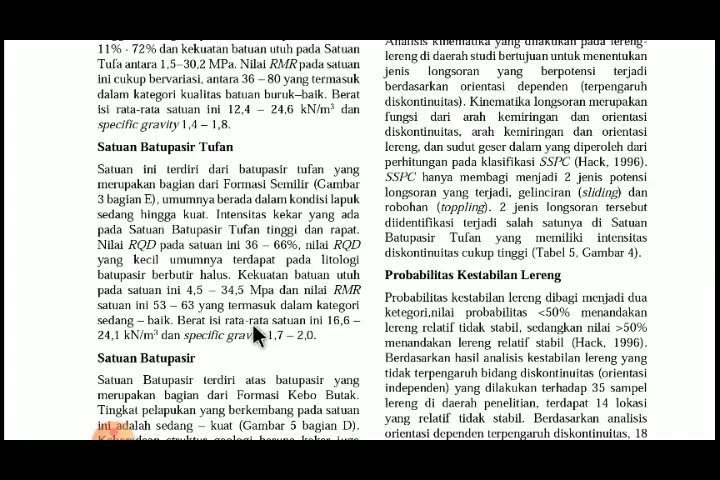 11% - 72% dan kekuatan batuan utuh pada Satuan
Tufa antara 1,5–30,2 MPa. Nilai RMR pada satuan
ini cukup bervariasi, antara 36 – 80 yang termasuk
dalam kategori kualitas batuan buruk–baik. Berat
isi rata-rata satuan ini 12,4 – 24,6 kN/m³ dan
specific gravity 1,4 – 1,8.
Satuan Batupasir Tufan
Satuan ini terdiri dari batupasir tufan yang
merupakan bagian dari Formasi Semilir (Gambar
3 bagian E), umumnya berada dalam kondisi lapuk
sedang hingga kuat. Intensitas kekar yang ada
pada Satuan Batupasir Tufan tinggi dan rapat.
Nilai RQD pada satuan ini 36 – 66%, nilai RQD
yang kecil umumnya terdapat pada litologi
batupasir berbutir halus. Kekuatan batuan utuh
pada satuan ini 4,5 – 34,5 Mpa dan nilai RMR
satuan ini 53 – 63 yang termasuk dalam kategori
sedang – baik. Berat isi rata-rata satuan ini 16,6 –
24,1 kN/m³ dan specific grav 1,7 – 2,0.
Satuan Batupasir
Satuan Batupasir terdiri atas batupasir yang
merupakan bagian dari Formasi Kebo Butak.
Tingkat pelapukan yang berkembang pada satuan
ini adalah sedang – kuat (Gambar 5 bagian D).
Keberadaan struktur geologi berupa kekar juga
Analisis kinematika yang dilakukan pada lereng-
lereng di daerah studi bertujuan untuk menentukan
jenis longsoran yang berpotensi terjadi
berdasarkan orientasi dependen (terpengaruh
diskontinuitas). Kinematika longsoran merupakan
fungsi dari arah kemiringan dan orientasi
diskontinuitas, arah kemiringan dan orientasi
lereng, dan sudut geser dalam yang diperoleh dari
perhitungan pada klasifikasi SSPC (Hack, 1996).
SSPC hanya membagi menjadi 2 jenis potensi
longsoran yang terjadi, gelinciran (sliding) dan
robohan (toppling). 2 jenis longsoran tersebut
diidentifikasi terjadi salah satunya di Satuan
Batupasir Tufan yang memiliki intensitas
diskontinuitas cukup tinggi (Tabel 5, Gambar 4).
Probabilitas Kestabilan Lereng
Probabilitas kestabilan lereng dibagi menjadi dua
ketegori,nilai probabilitas <50% menandakan
lereng relatif tidak stabil, sedangkan nilai >50%
menandakan lereng relatif stabil (Hack, 1996).
Berdasarkan hasil analisis kestabilan lereng yang
tidak terpengaruh bidang diskontinuitas (orientasi
independen) yang dilakukan terhadap 35 sampel
lereng di daerah penelitian, terdapat 14 lokasi
yang relatif tidak stabil. Berdasarkan analisis
orientasi dependen terpengaruh diskontinuitas, 18